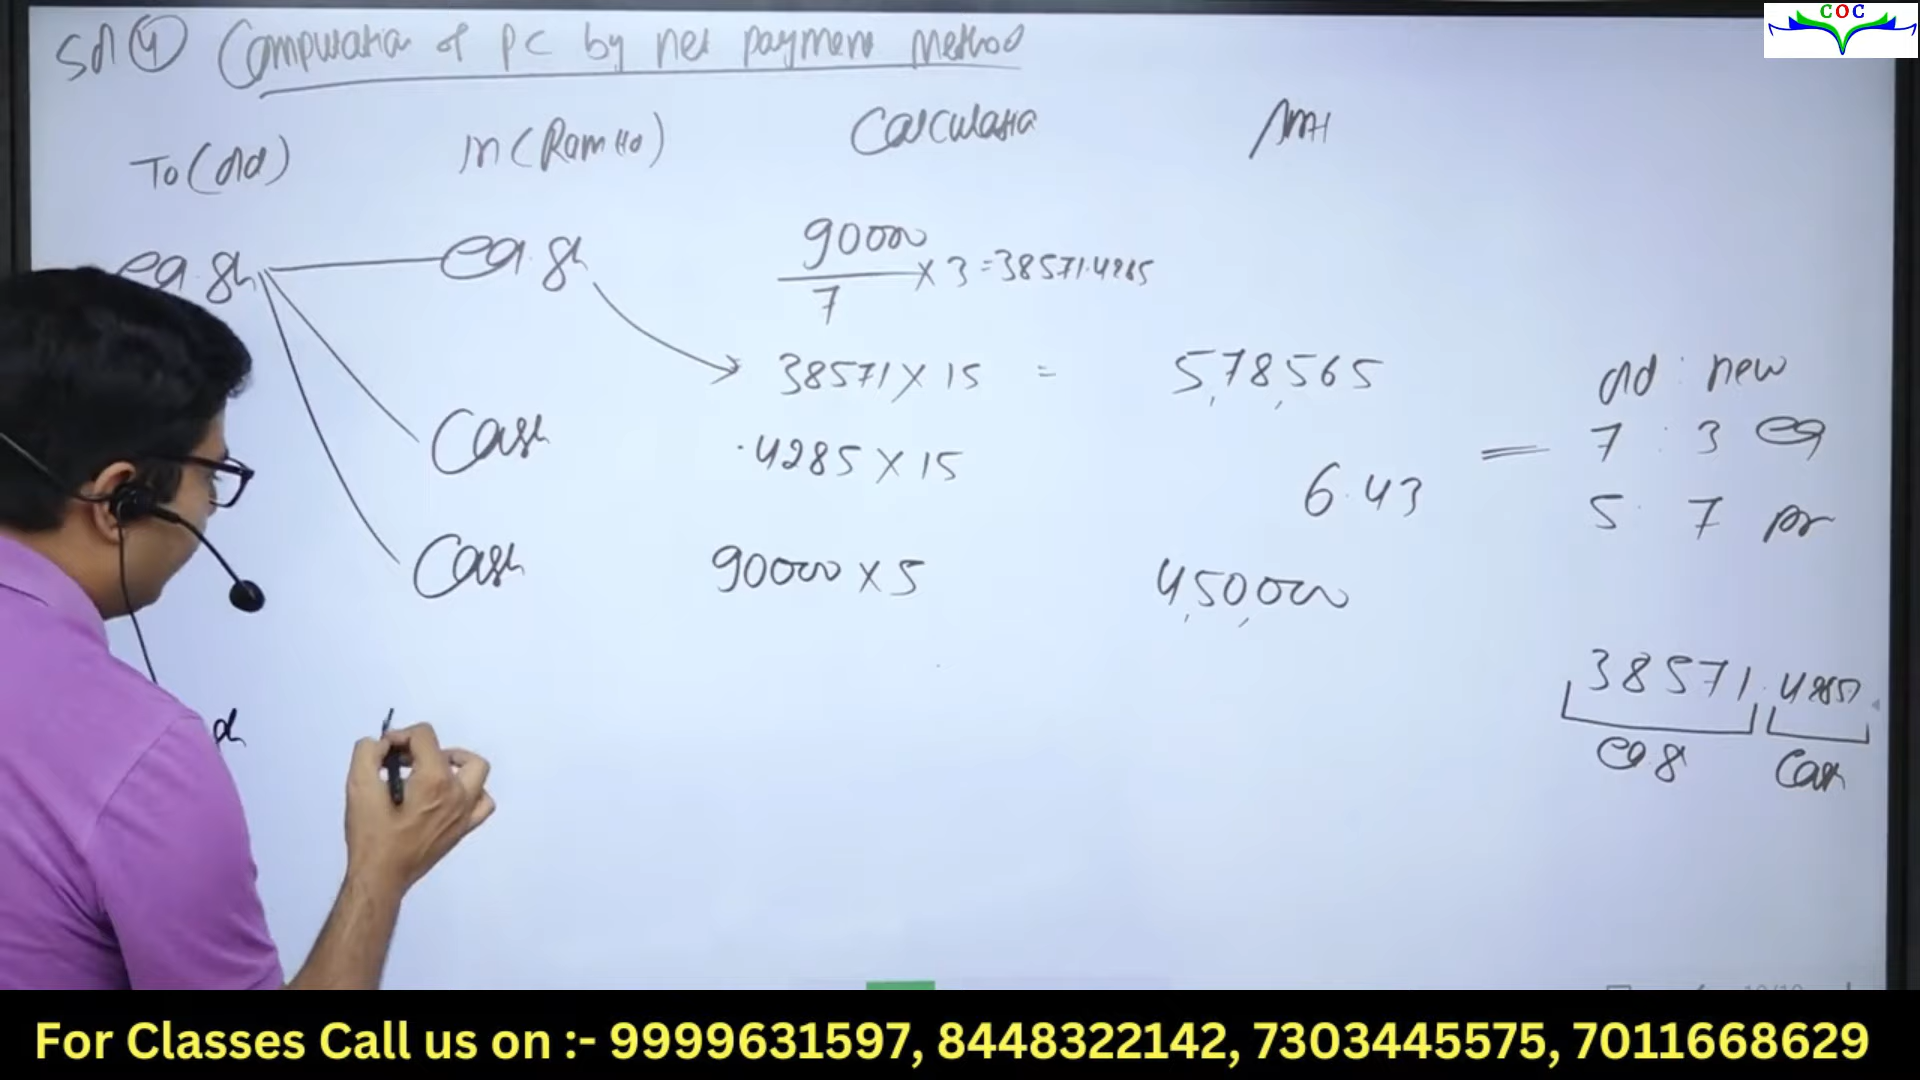 COC
Sol 4 Computation of PC by net payment Method
To (old) In (Ram Ltd) Calculation Amt
eq. sh eq. sh 90000 / 7 × 3 = 38571.4285
38571 × 15 = 5,78,565
old : new
Cash .4285 × 15 6.43
7 : 3 eq
5 7 pr
Cash 90000 × 5 4,50,000
38571.42857
eq sh Cash
For Classes Call us on :- 9999631597, 8448322142, 7303445575, 7011668629